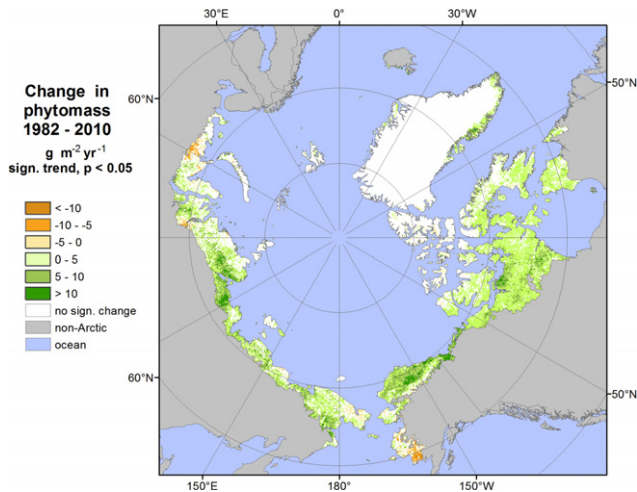 30°E
0°
30°W
Change in
phytomass
1982 - 2010
g m-2 yr-1
sign. trend, p < 0.05
60°N
50°N
< -10
-10 - -5
-5 - 0
0 - 5
5 - 10
> 10
no sign. change
non-Arctic
ocean
60°N
50°N
150°E
180°
150°W